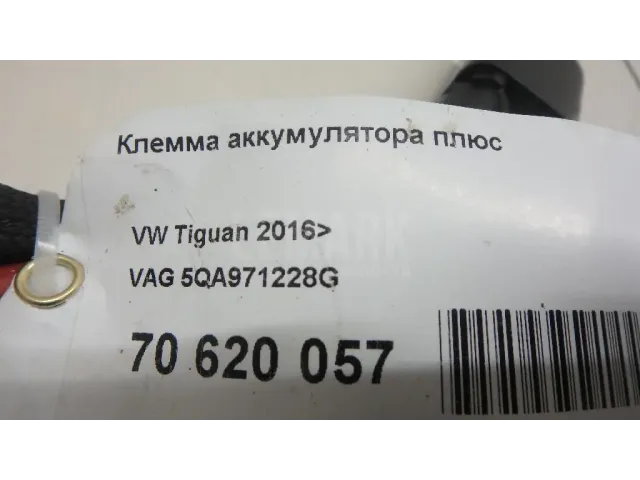 Клемма аккумулятора плюс
VW Tiguan 2016>
VAG 5QA971228G
70 620 057